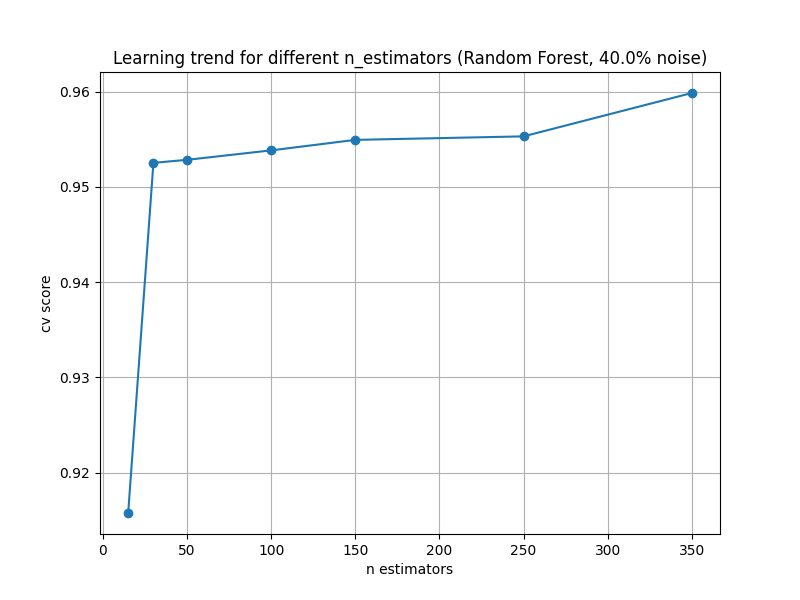 Learning trend for different n_estimators (Random Forest, 40.0% noise)
0.96
0.95
0.94
0.93
0.92
cv score
0 50 100 150 200 250 300 350
n estimators